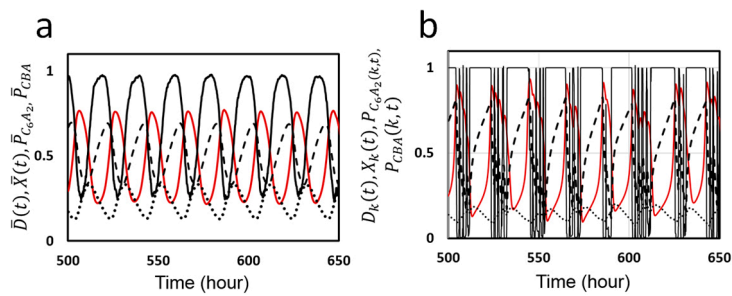 a
D̄(t), X̄(t), P̄_{C₆A₂}, P̄_{CBA}
1
0.5
0
500
550
600
650
Time (hour)
b
D_k(t), X_k(t), P_{C₆A₂}(k,t),
P_{CBA}(k, t)
1
0.5
0
500
550
600
650
Time (hour)